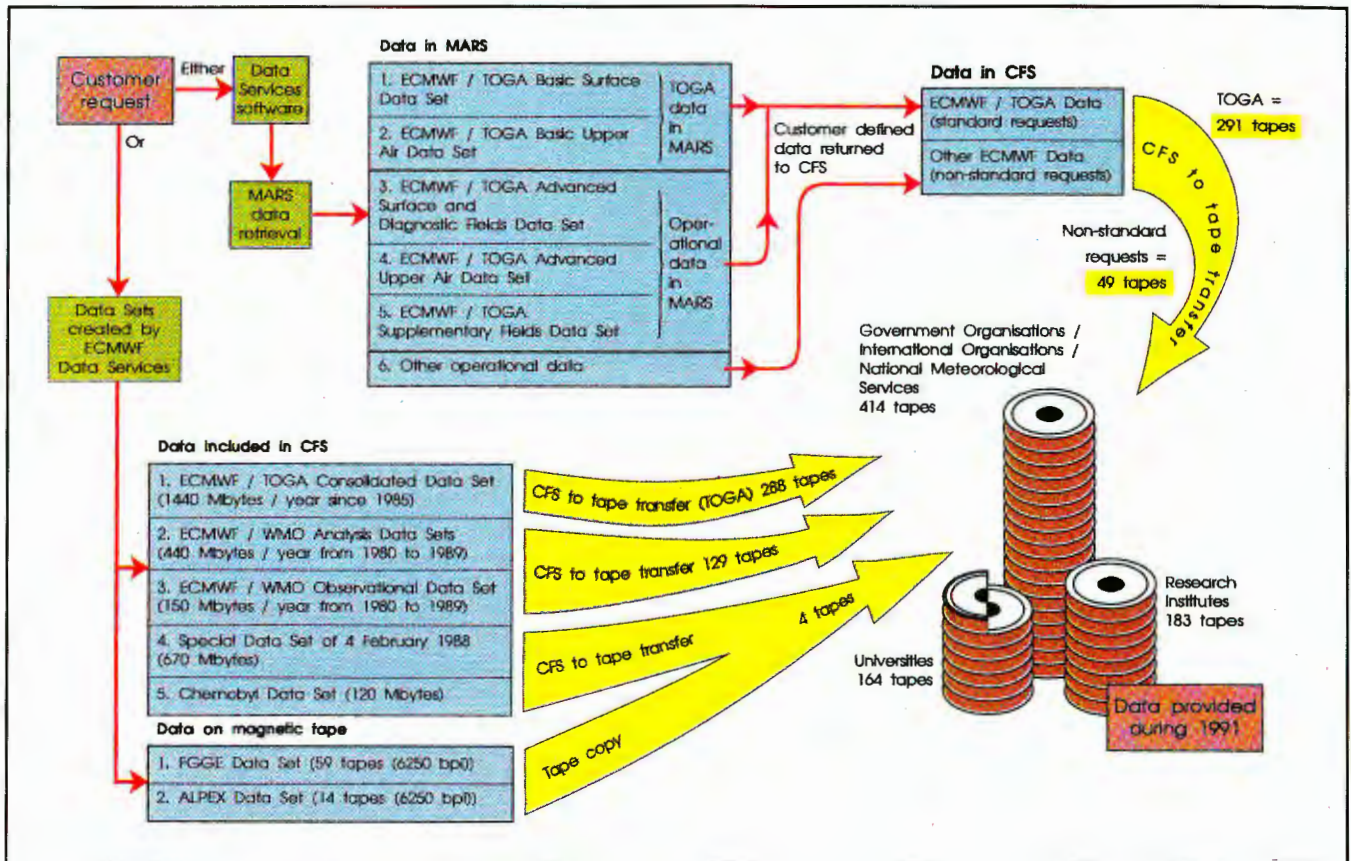 Customer
request
Either
Or
Data
Services
software
MARS
data
retrieval
Data Sets
created by
ECMWF
Data Services
Data in MARS
1. ECMWF / TOGA Basic Surface
Data Set
2. ECMWF / TOGA Basic Upper
Air Data Set
TOGA
data
in
MARS
3. ECMWF / TOGA Advanced
Surface and
Diagnostic Fields Data Set
4. ECMWF / TOGA Advanced
Upper Air Data Set
5. ECMWF / TOGA
Supplementary Fields Data Set
Oper-
ational
data
in
MARS
6. Other operational data
Customer defined
data returned
to CFS
Data in CFS
ECMWF / TOGA Data
(standard requests)
Other ECMWF Data
(non-standard requests)
CFS to tape transfer
TOGA =
291 tapes
Non-standard
requests =
49 tapes
Government Organisations /
International Organisations /
National Meteorological
Services
414 tapes
Data included in CFS
1. ECMWF / TOGA Consolidated Data Set
(1440 Mbytes / year since 1985)
2. ECMWF / WMO Analysis Data Sets
(440 Mbytes / year from 1980 to 1989)
3. ECMWF / WMO Observational Data Set
(150 Mbytes / year from 1980 to 1989)
4. Special Data Set of 4 February 1988
(670 Mbytes)
5. Chernobyl Data Set (120 Mbytes)
CFS to tape transfer (TOGA) 288 tapes
CFS to tape transfer 129 tapes
CFS to tape transfer
4 tapes
Tape copy
Data on magnetic tape
1. FGGE Data Set (59 tapes (6250 bpi))
2. ALPEX Data Set (14 tapes (6250 bpi))
Universities
164 tapes
Research
Institutes
183 tapes
Data provided
during 1991